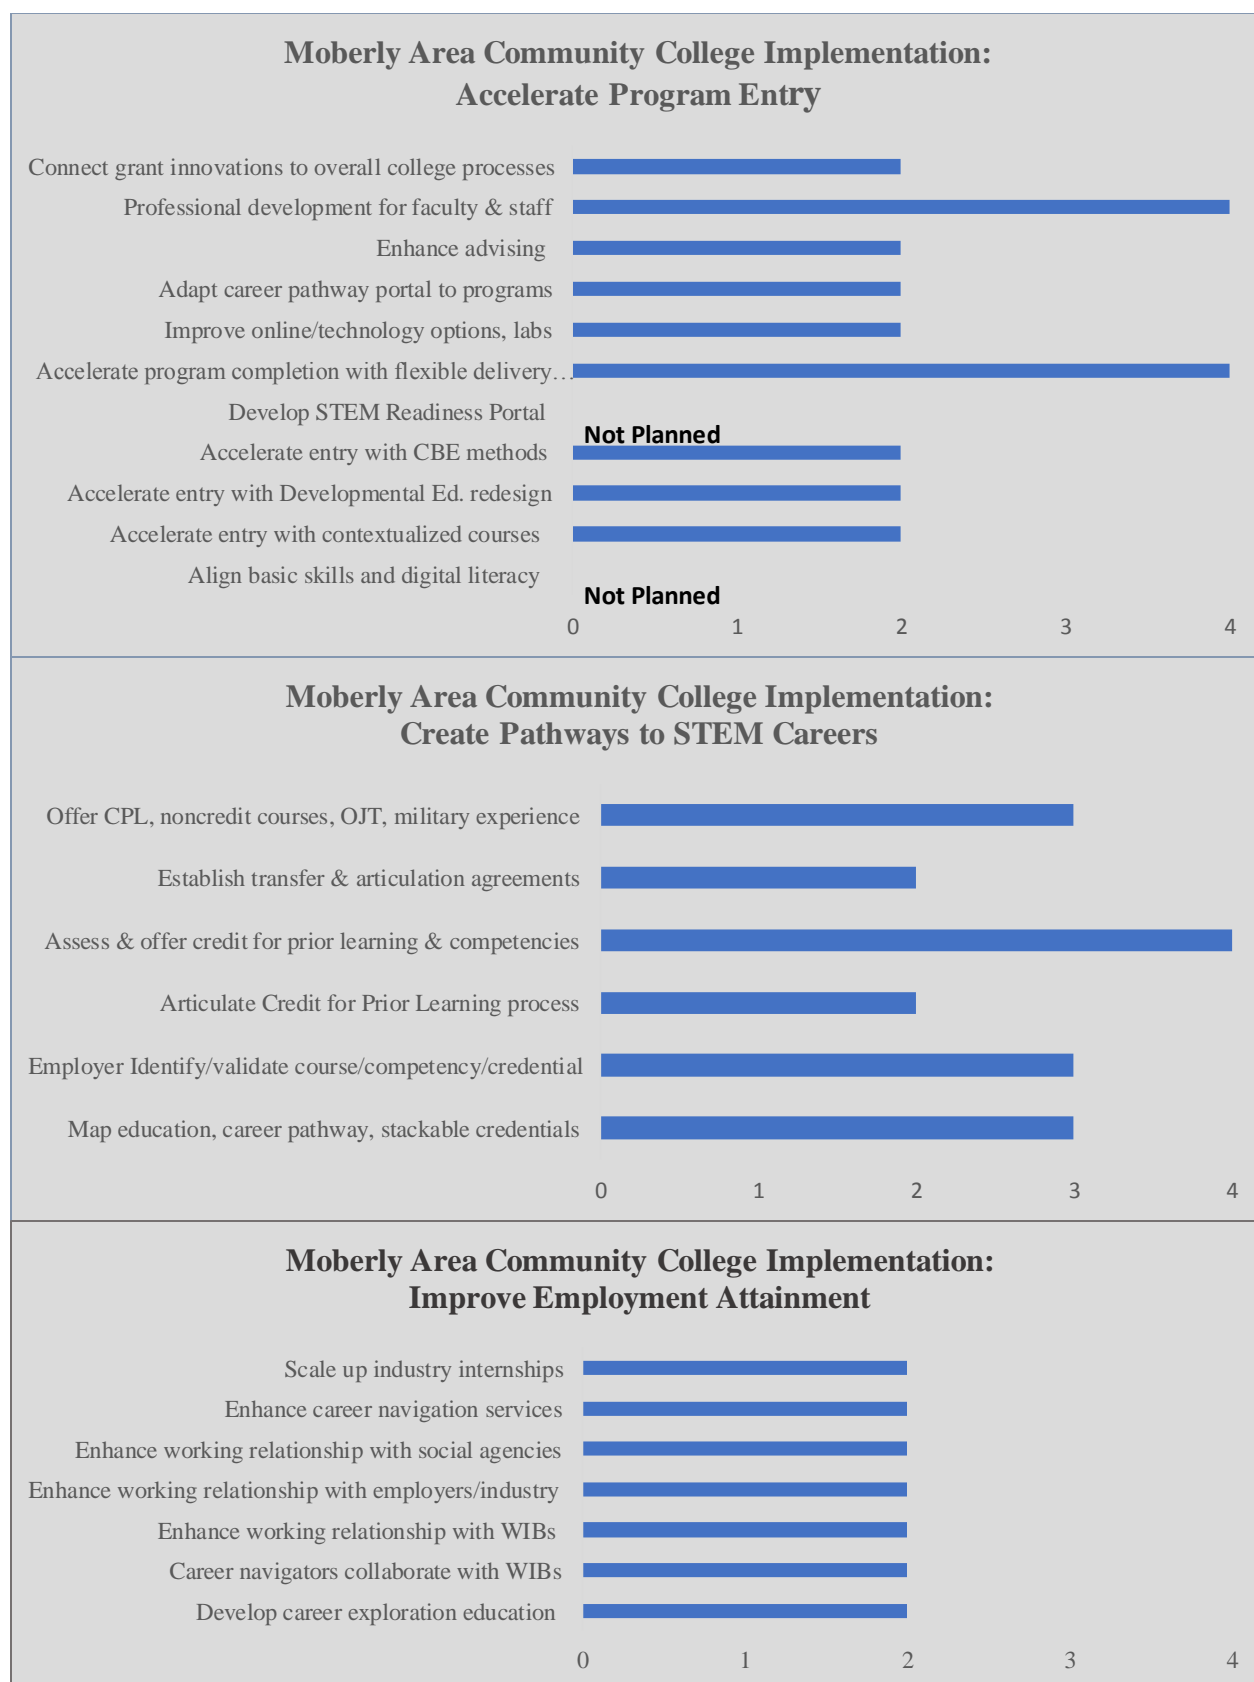 Moberly Area Community College Implementation:
Accelerate Program Entry
Connect grant innovations to overall college processes
Professional development for faculty & staff
Enhance advising
Adapt career pathway portal to programs
Improve online/technology options, labs
Accelerate program completion with flexible delivery…
Develop STEM Readiness Portal
Not Planned
Accelerate entry with CBE methods
Accelerate entry with Developmental Ed. redesign
Accelerate entry with contextualized courses
Align basic skills and digital literacy
Not Planned
0 1 2 3 4
Moberly Area Community College Implementation:
Create Pathways to STEM Careers
Offer CPL, noncredit courses, OJT, military experience
Establish transfer & articulation agreements
Assess & offer credit for prior learning & competencies
Articulate Credit for Prior Learning process
Employer Identify/validate course/competency/credential
Map education, career pathway, stackable credentials
0 1 2 3 4
Moberly Area Community College Implementation:
Improve Employment Attainment
Scale up industry internships
Enhance career navigation services
Enhance working relationship with social agencies
Enhance working relationship with employers/industry
Enhance working relationship with WIBs
Career navigators collaborate with WIBs
Develop career exploration education
0 1 2 3 4